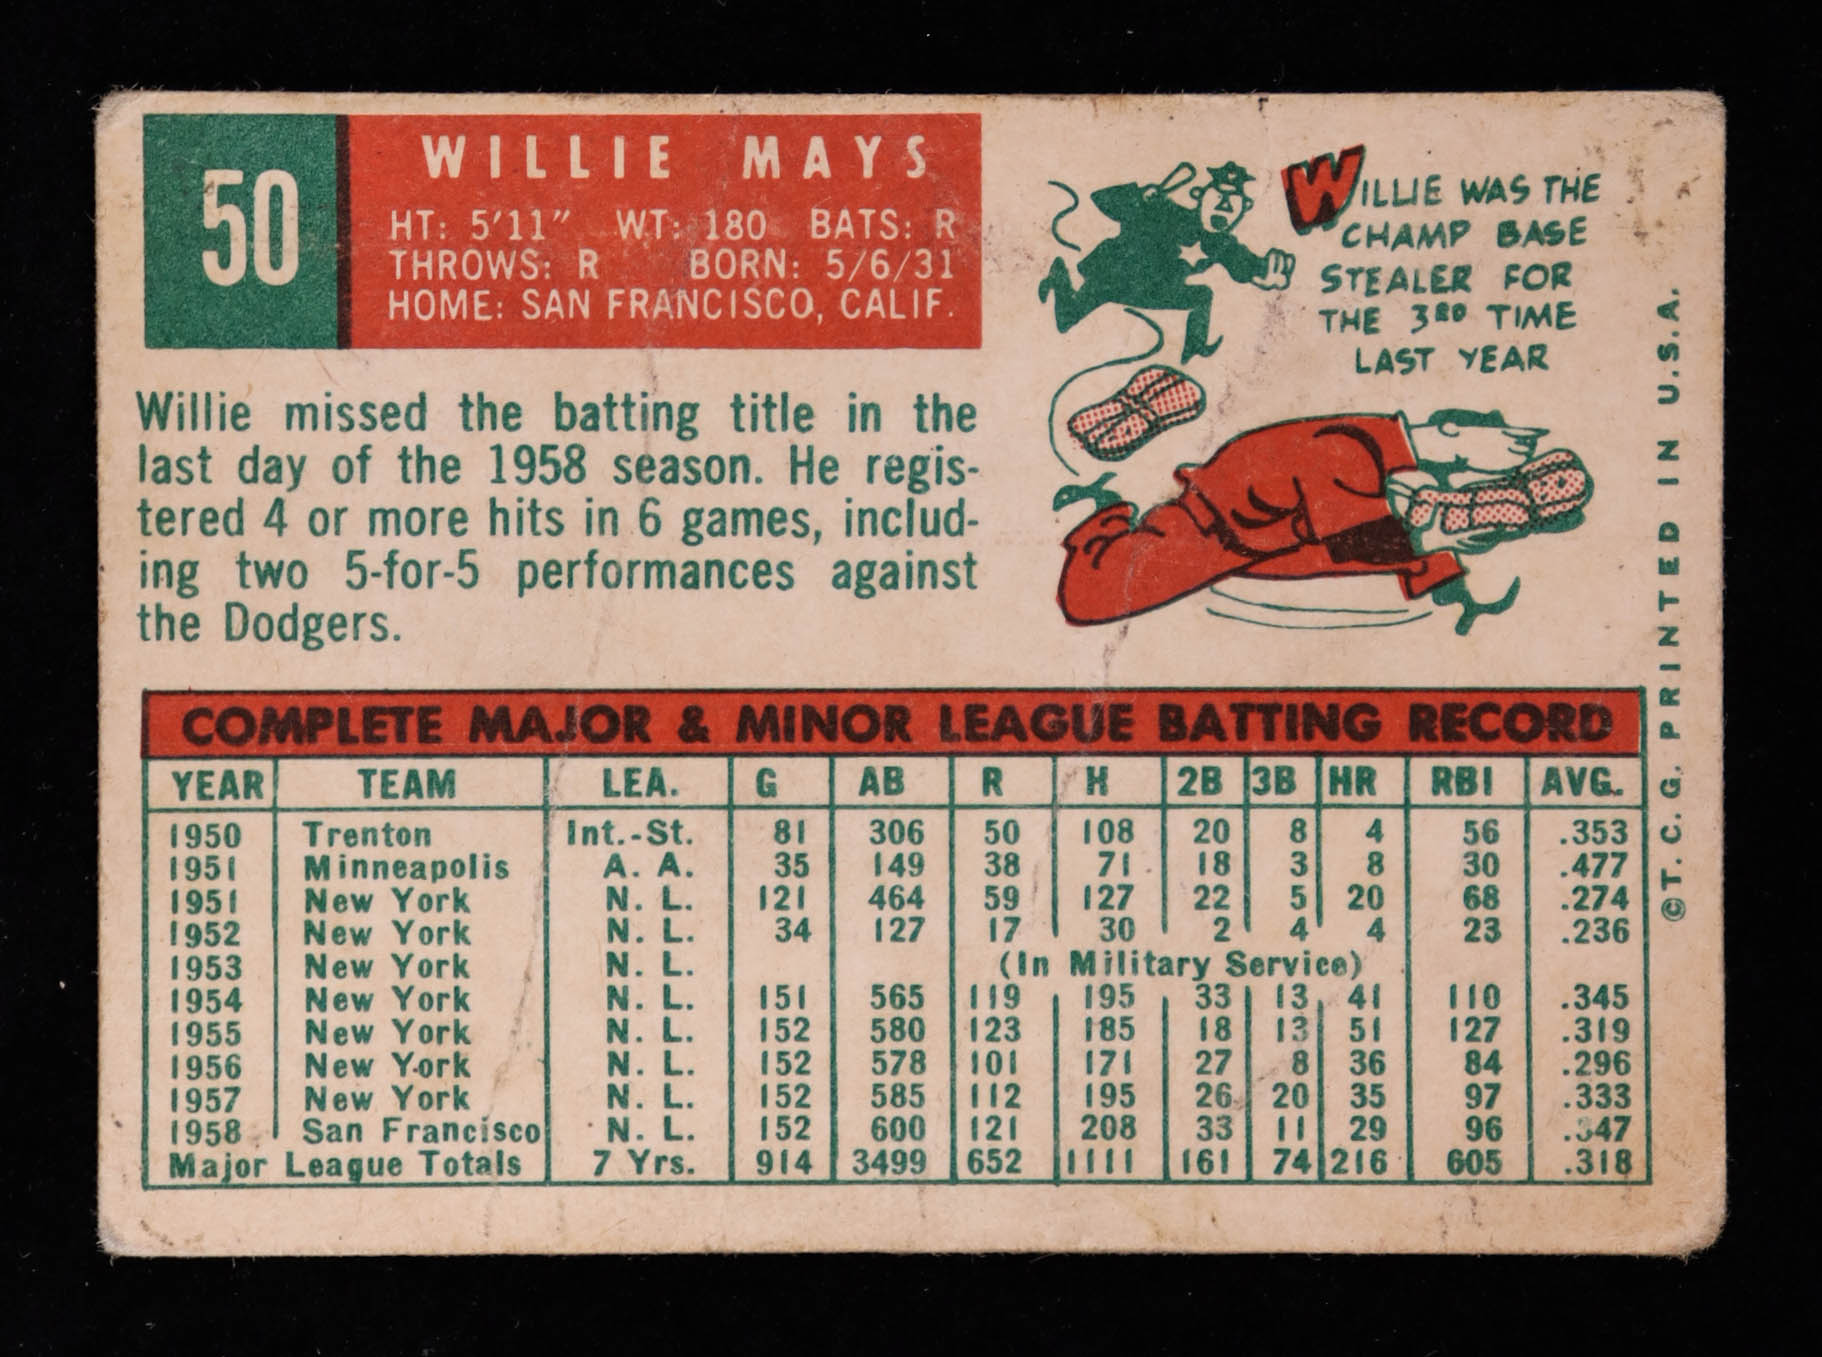 50
WILLIE MAYS
HT: 5'11" WT: 180 BATS: R
THROWS: R BORN: 5/6/31
HOME: SAN FRANCISCO, CALIF.
WILLIE WAS THE
CHAMP BASE
STEALER FOR
THE 3RD TIME
LAST YEAR
Willie missed the batting title in the
last day of the 1958 season. He regis-
tered 4 or more hits in 6 games, includ-
ing two 5-for-5 performances against
the Dodgers.
COMPLETE MAJOR & MINOR LEAGUE BATTING RECORD
YEAR TEAM LEA. G AB R H 2B 3B HR RBI AVG.
1950 Trenton Int.-St. 81 306 50 108 20 8 4 56 .353
1951 Minneapolis A. A. 35 149 38 71 18 3 8 30 .477
1951 New York N. L. 121 464 59 127 22 5 20 68 .274
1952 New York N. L. 34 127 17 30 2 4 4 23 .236
1953 New York N. L. (In Military Service)
1954 New York N. L. 151 565 119 195 33 13 41 110 .345
1955 New York N. L. 152 580 123 185 18 13 51 127 .319
1956 New York N. L. 152 578 101 171 27 8 36 84 .296
1957 New York N. L. 152 585 112 195 26 20 35 97 .333
1958 San Francisco N. L. 152 600 121 208 33 11 29 96 .347
Major League Totals 7 Yrs. 914 3499 652 1111 161 74 216 605 .318
©T. C. G. PRINTED IN U.S.A.